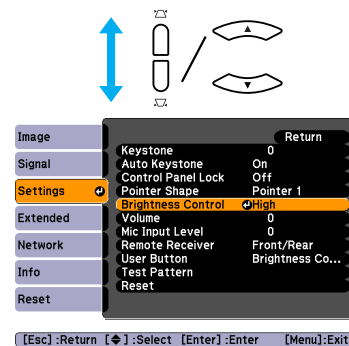 Return
Image
Signal
Settings
Extended
Network
Info
Reset
Keystone 0
Auto Keystone On
Control Panel Lock Off
Pointer Shape Pointer 1
Brightness Control High
Volume 0
Mic Input Level 0
Remote Receiver Front/Rear
User Button Brightness Co...
Test Pattern
Reset
[Esc] :Return [◆] :Select [Enter] :Enter [Menu]:Exit